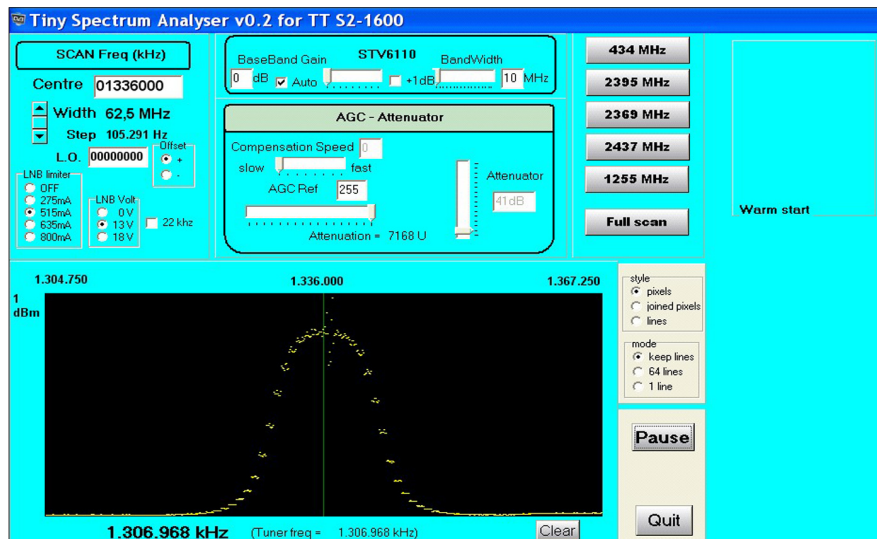 Tiny Spectrum Analyser v0.2 for TT S2-1600
SCAN Freq (kHz)
Centre 01336000
Width 62,5 MHz
Step 105.291 Hz
L.O. 00000000
Offset
+
-
LNB limiter
OFF
275mA
515mA
635mA
800mA
LNB Volt
0 V
13 V
18 V
22 khz
BaseBand Gain STV6110 BandWidth
0 dB Auto +1dB 10 MHz
AGC - Attenuator
Compensation Speed 0
slow fast
AGC Ref 255
Attenuation = 7168 U
Attenuator
41dB
434 MHz
2395 MHz
2369 MHz
2437 MHz
1255 MHz
Full scan
Warm start
1.304.750 1.336.000 1.367.250
1
dBm
style
pixels
joined pixels
lines
mode
keep lines
64 lines
1 line
Pause
Quit
1.306.968 kHz (Tuner freq = 1.306.968 kHz) Clear